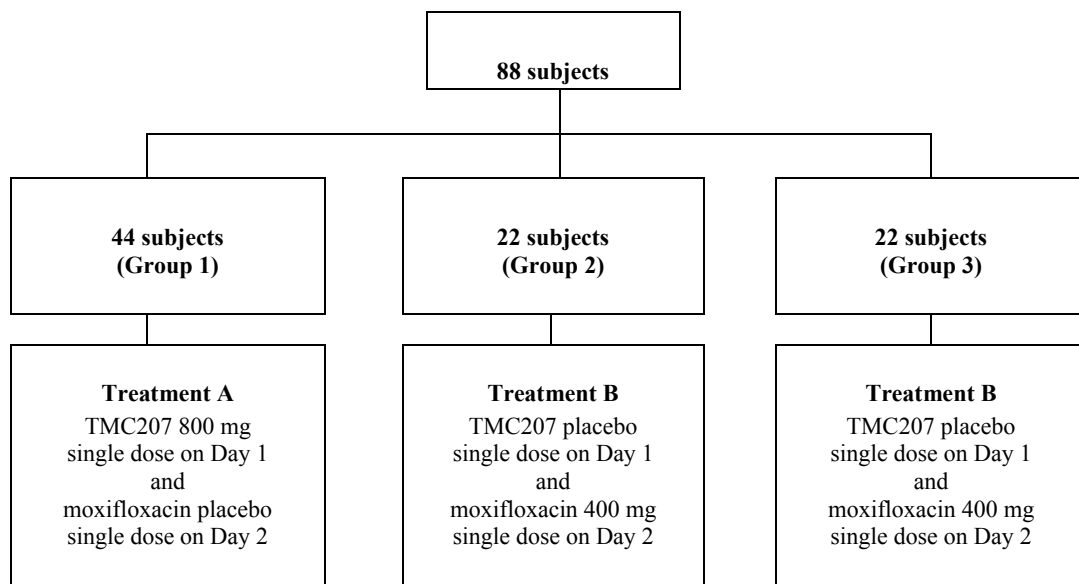 88 subjects
44 subjects
(Group 1)
22 subjects
(Group 2)
22 subjects
(Group 3)
Treatment A
TMC207 800 mg
single dose on Day 1
and
moxifloxacin placebo
single dose on Day 2
Treatment B
TMC207 placebo
single dose on Day 1
and
moxifloxacin 400 mg
single dose on Day 2
Treatment B
TMC207 placebo
single dose on Day 1
and
moxifloxacin 400 mg
single dose on Day 2